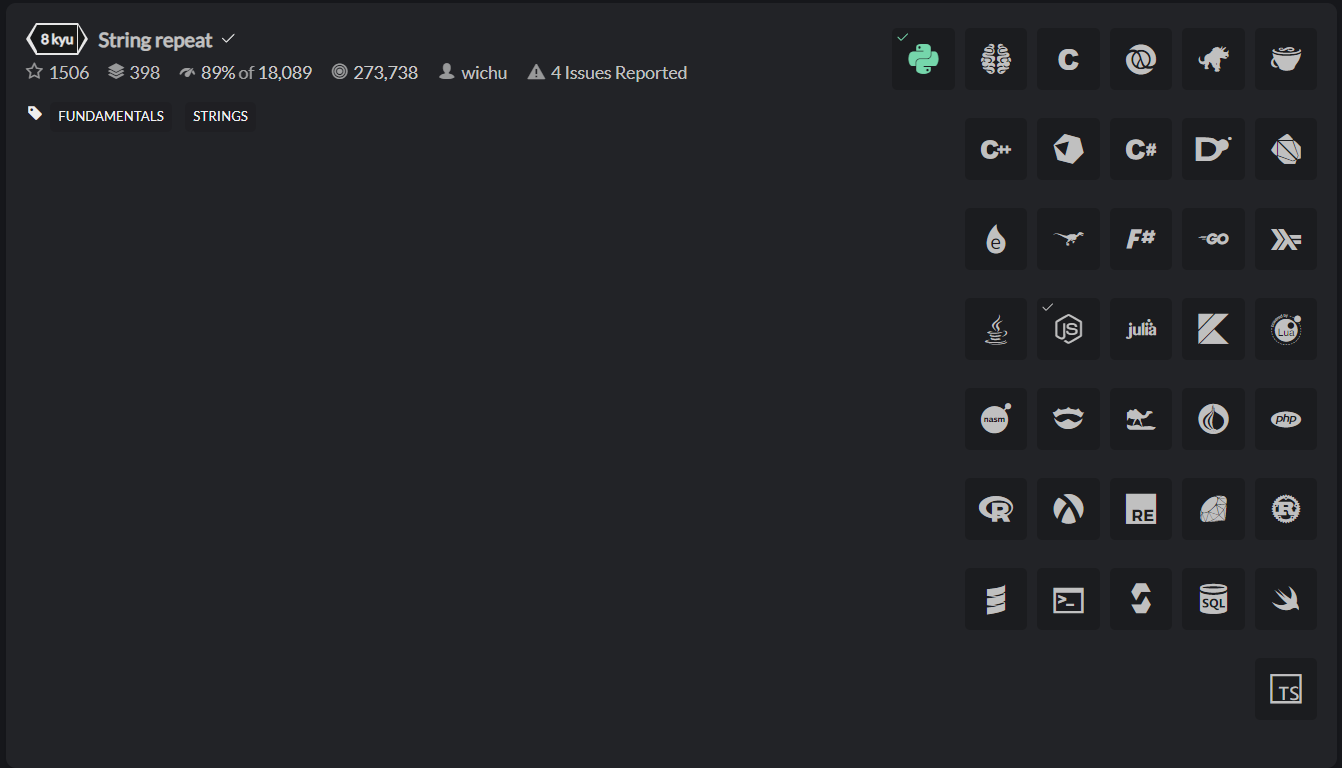 8 kyu String repeat
1506 398 89% of 18,089 273,738 wichu 4 Issues Reported
FUNDAMENTALS STRINGS
C
C++ C# D
e F# GO
JS julia Lua
nasm php
R RE R
>_ SQL
TS